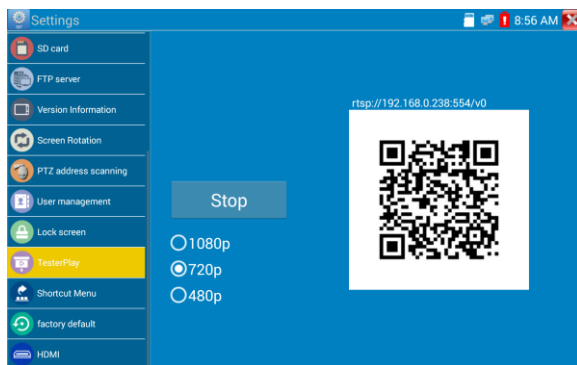 Settings
8:56 AM
SD card
FTP server
Version Information
Screen Rotation
PTZ address scanning
User management
Lock screen
TesterPlay
Shortcut Menu
factory default
HDMI
Stop
1080p
720p
480p
rtsp://192.168.0.238:554/v0